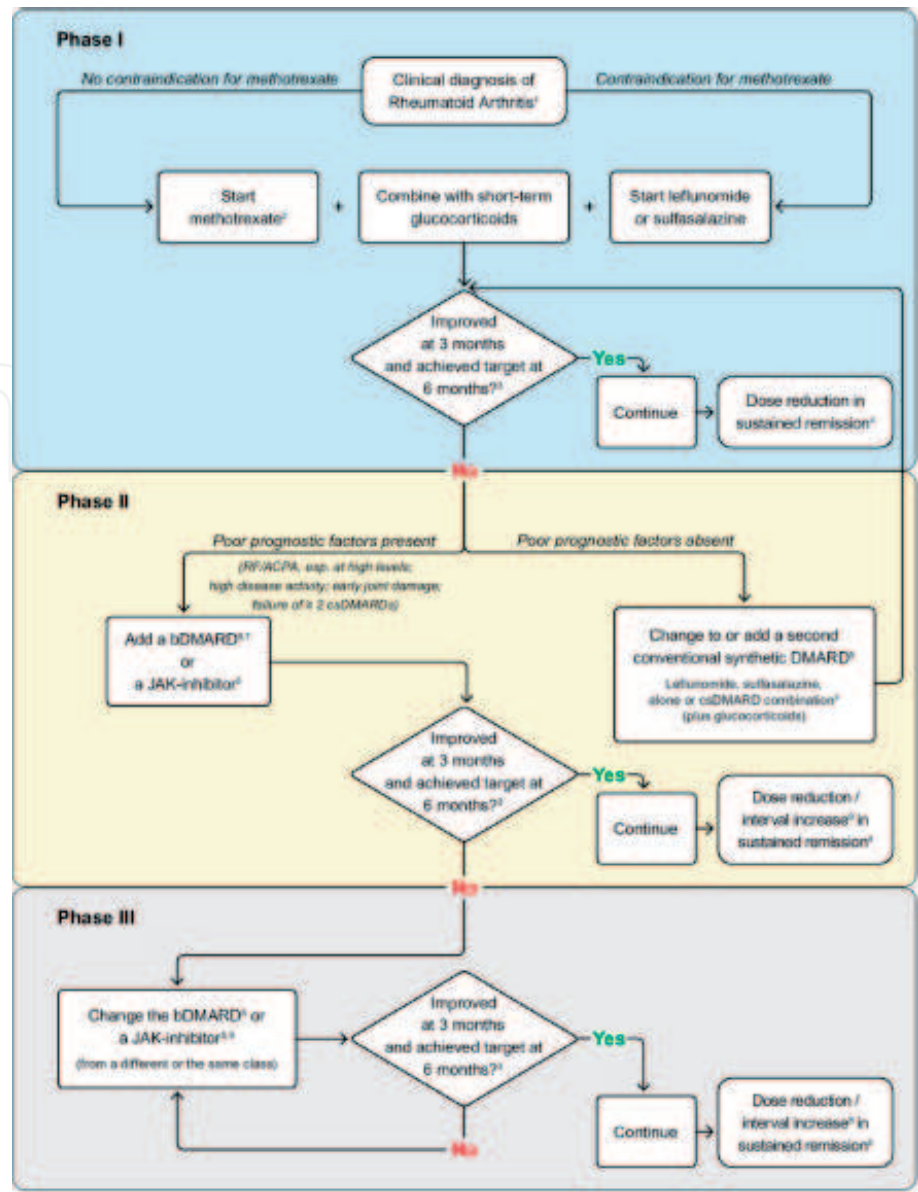 Phase I
No contraindication for methotrexate
Clinical diagnosis of
Rheumatoid Arthritis¹
Contraindication for methotrexate
Start
methotrexate²
+
Combine with short-term
glucocorticoids
+
Start leflunomide
or sulfasalazine
Improved
at 3 months
and achieved target at
6 months?³
Yes
Continue
Dose reduction in
sustained remission⁴
No
Phase II
Poor prognostic factors present
(RF/ACPA, esp. at high levels;
high disease activity; early joint damage;
failure of ≥ 2 csDMARDs)
Poor prognostic factors absent
Add a bDMARD
or
a JAK-inhibitor
Change to or add a second
conventional synthetic DMARD
Leflunomide, sulfasalazine,
alone or csDMARD combination
(plus glucocorticoids)
Improved
at 3 months
and achieved target at
6 months?³
Yes
Continue
Dose reduction /
interval increase in
sustained remission
No
Phase III
Change the bDMARD or
a JAK-inhibitor
(from a different or the same class)
Improved
at 3 months
and achieved target at
6 months?³
Yes
Continue
Dose reduction /
interval increase in
sustained remission
No